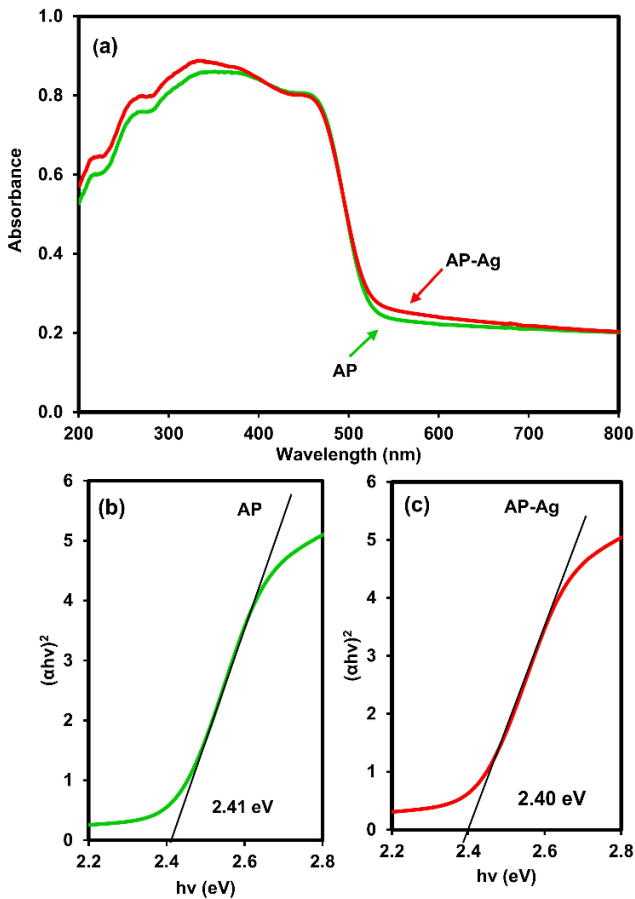 (a)
Absorbance
1.0
0.8
0.6
0.4
0.2
0.0
AP-Ag
AP
200 300 400 500 600 700 800
Wavelength (nm)
(b)
AP
(αhν)²
6
5
4
3
2
1
0
2.41 eV
2.2 2.4 2.6 2.8
hν (eV)
(c)
AP-Ag
(αhν)²
6
5
4
3
2
1
0
2.40 eV
2.2 2.4 2.6 2.8
hν (eV)